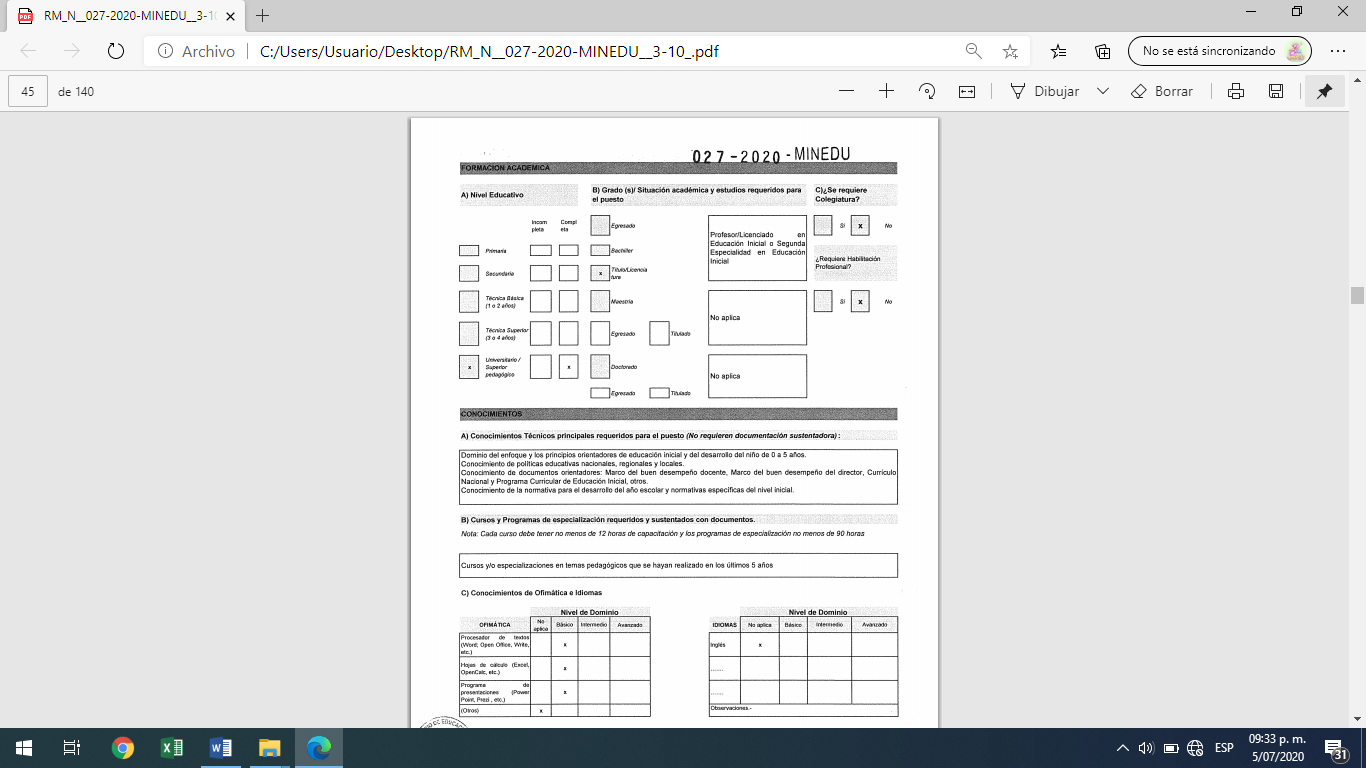 RM_N__027-2020-MINEDU__3-10
Archivo
C:/Users/Usuario/Desktop/RM_N__027-2020-MINEDU__3-10_.pdf
No se está sincronizando
45
de 140
Dibujar
Borrar
027-2020-MINEDU
FORMACION ACADEMICA
A) Nivel Educativo
B) Grado (s)/ Situación académica y estudios requeridos para
el puesto
C)¿Se requiere
Colegiatura?
Incom
pleta
Compl
eta
Egresado
Profesor/Licenciado en
Educación Inicial o Segunda
Especialidad en Educación
Inicial
Si
x
No
Primaria
Bachiller
¿Requiere Habilitación
Profesional?
Secundaria
x
Título/Licencia
tura
Técnica Básica
(1 o 2 años)
Maestría
No aplica
Si
x
No
Técnica Superior
(3 o 4 años)
Egresado
Titulado
x
Universitario /
Superior
pedagógico
x
Doctorado
No aplica
Egresado
Titulado
CONOCIMIENTOS
A) Conocimientos Técnicos principales requeridos para el puesto (No requieren documentación sustentadora) :
Dominio del enfoque y los principios orientadores de educación inicial y del desarrollo del niño de 0 a 5 años.
Conocimiento de políticas educativas nacionales, regionales y locales.
Conocimiento de documentos orientadores: Marco del buen desempeño docente, Marco del buen desempeño del director, Currículo
Nacional y Programa Curricular de Educación Inicial, otros.
Conocimiento de la normativa para el desarrollo del año escolar y normativas específicas del nivel inicial.
B) Cursos y Programas de especialización requeridos y sustentados con documentos.
Nota: Cada curso debe tener no menos de 12 horas de capacitación y los programas de especialización no menos de 90 horas
Cursos y/o especializaciones en temas pedagógicos que se hayan realizado en los últimos 5 años
C) Conocimientos de Ofimática e Idiomas
Nivel de Dominio
OFIMÁTICA
No
aplica
Básico
Intermedio
Avanzado
Procesador de textos
(Word; Open Office, Write,
etc.)
x
Hojas de cálculo (Excel,
OpenCalc, etc.)
x
Programa de
presentaciones (Power
Point, Prezi , etc.)
x
(Otros)
x
Nivel de Dominio
IDIOMAS
No aplica
Básico
Intermedio
Avanzado
Inglés
x
.......
.......
Observaciones.-
ESP
09:33 p. m.
5/07/2020
31